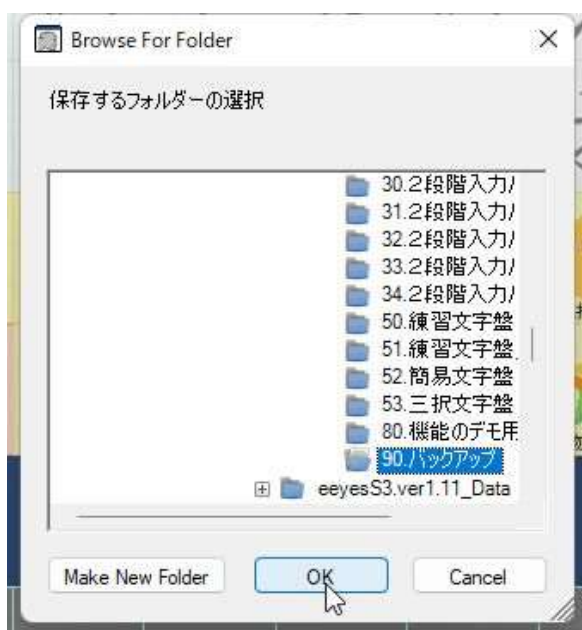 Browse For Folder
保存するフォルダーの選択
30.2段階入力
31.2段階入力
32.2段階入力
33.2段階入力
34.2段階入力
50.練習文字盤
51.練習文字盤
52.簡易文字盤
53.三択文字盤
80.機能のデモ用
90.バックアップ
eeyesS3.ver1.11_Data
Make New Folder
OK
Cancel